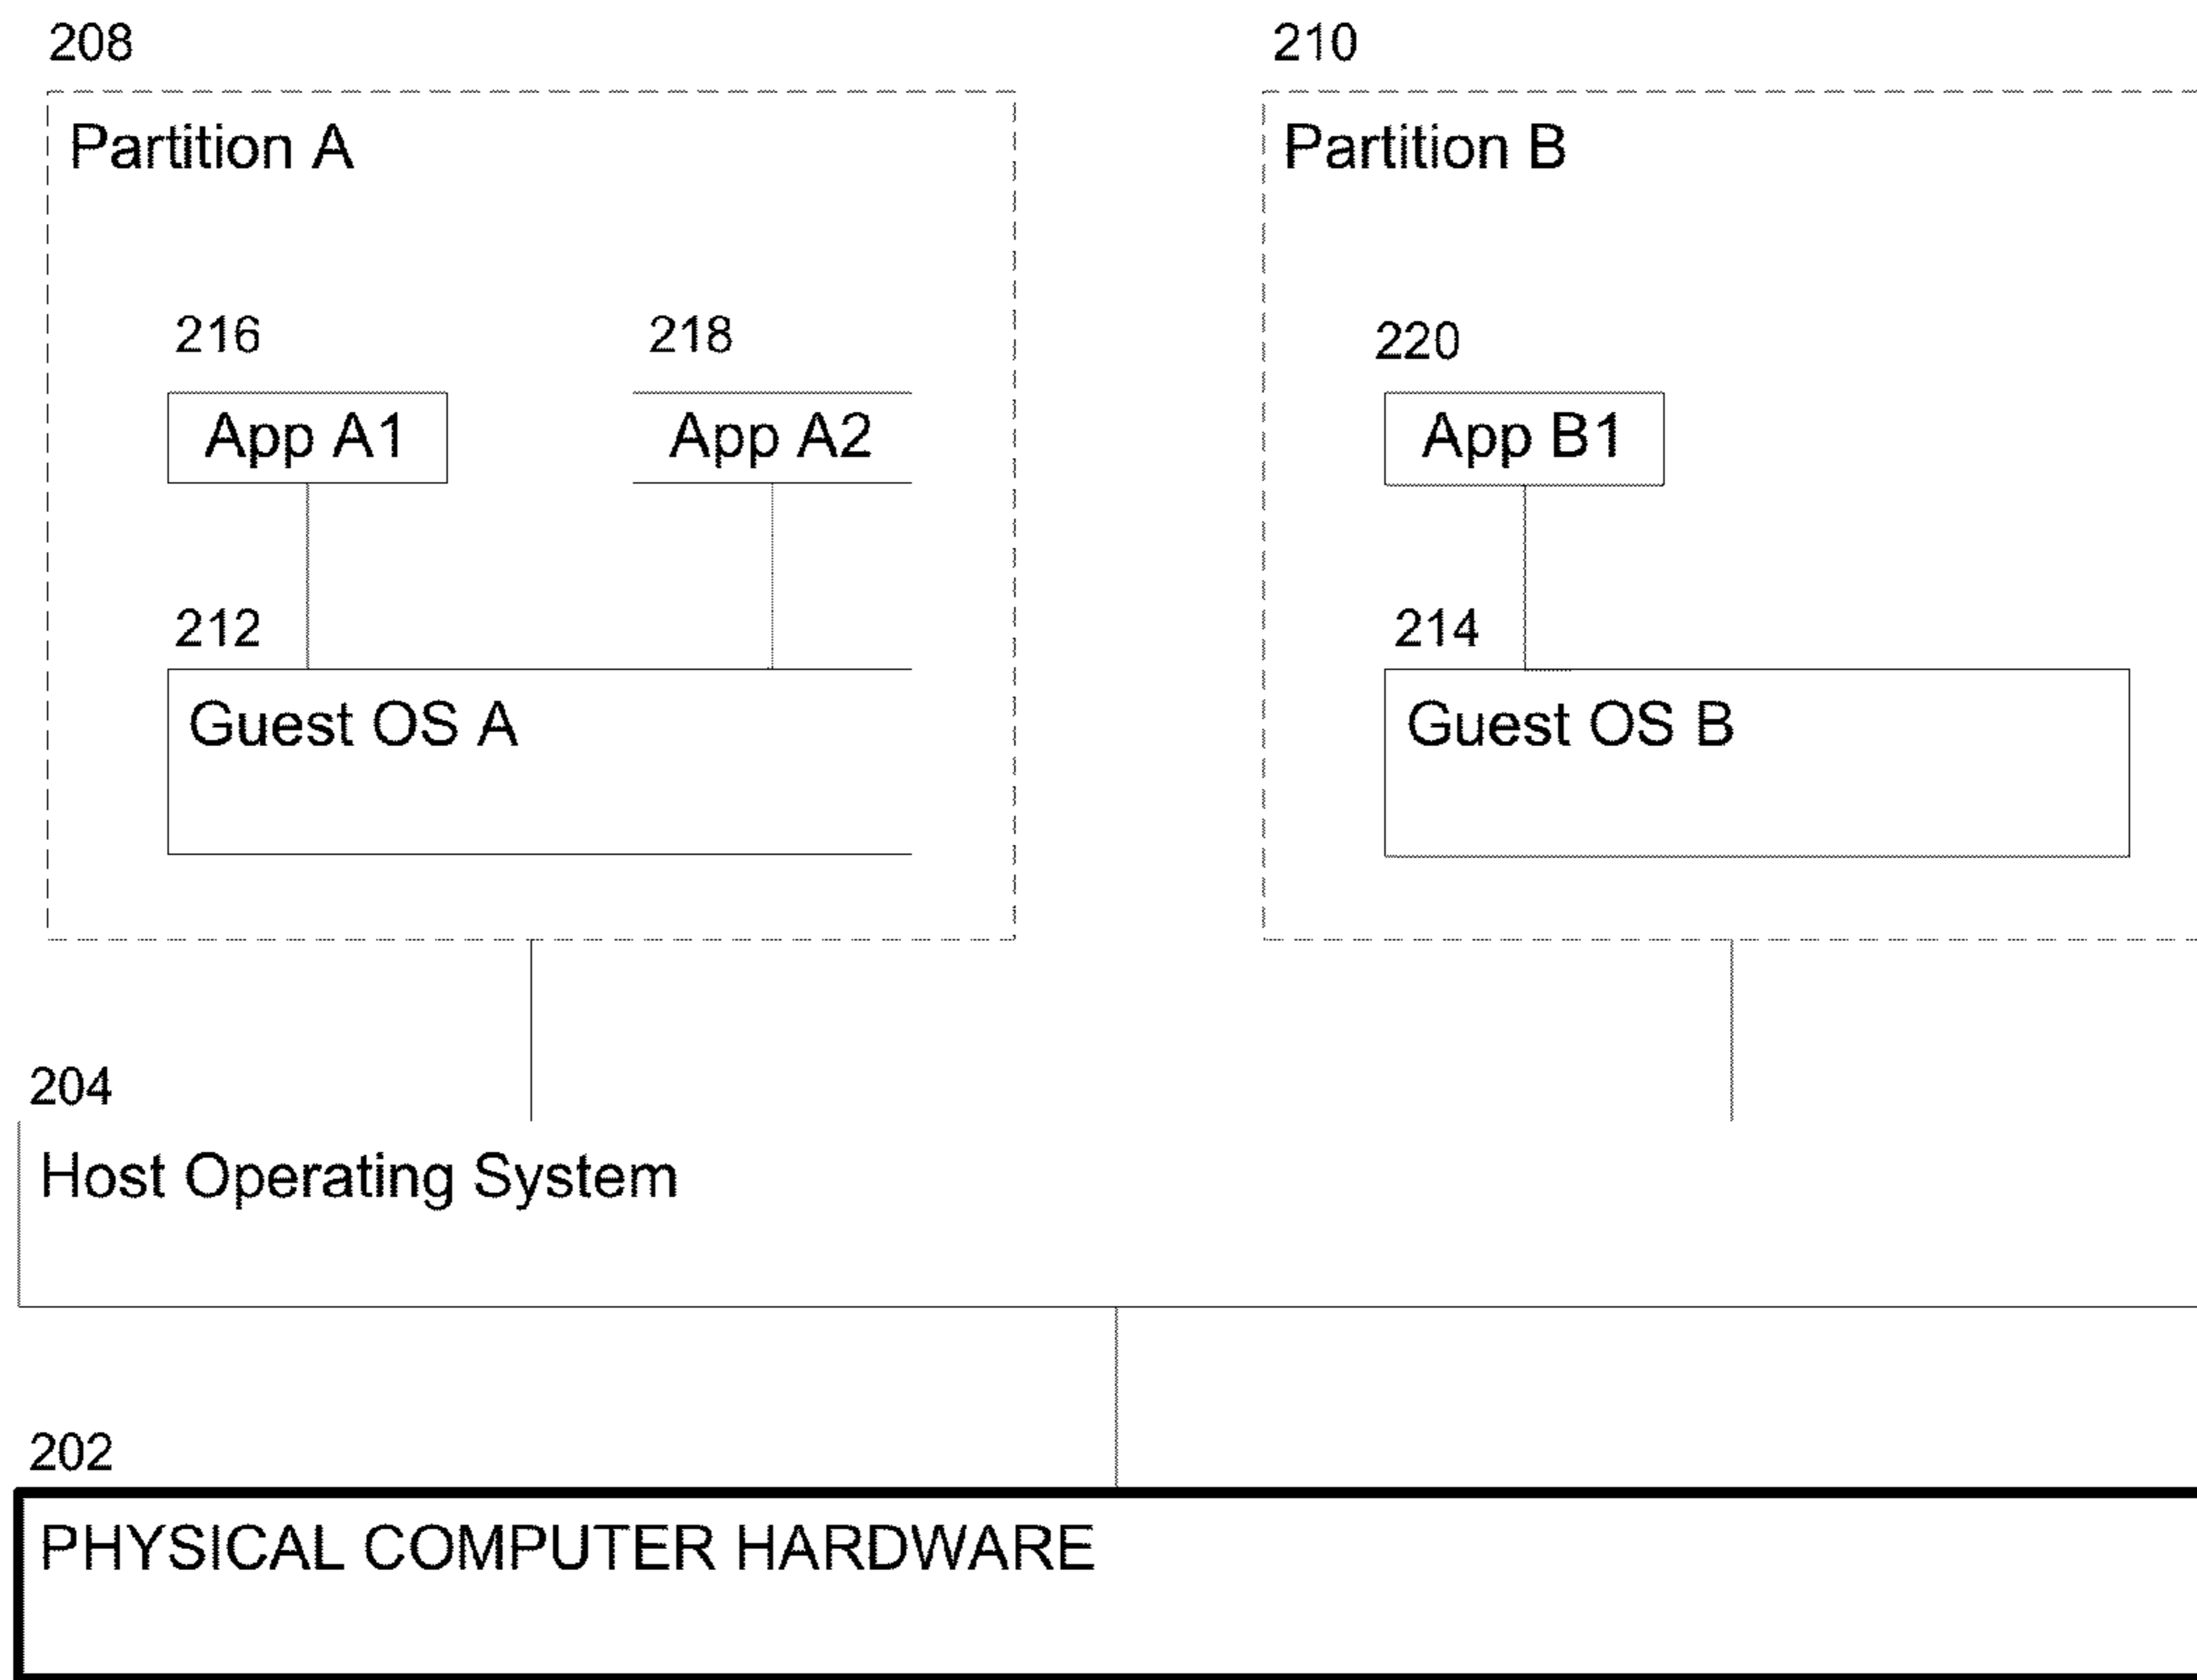 208
210
Partition A
Partition B
216
218
220
App A1
App A2
App B1
212
214
Guest OS A
Guest OS B
204
Host Operating System
202
PHYSICAL COMPUTER HARDWARE